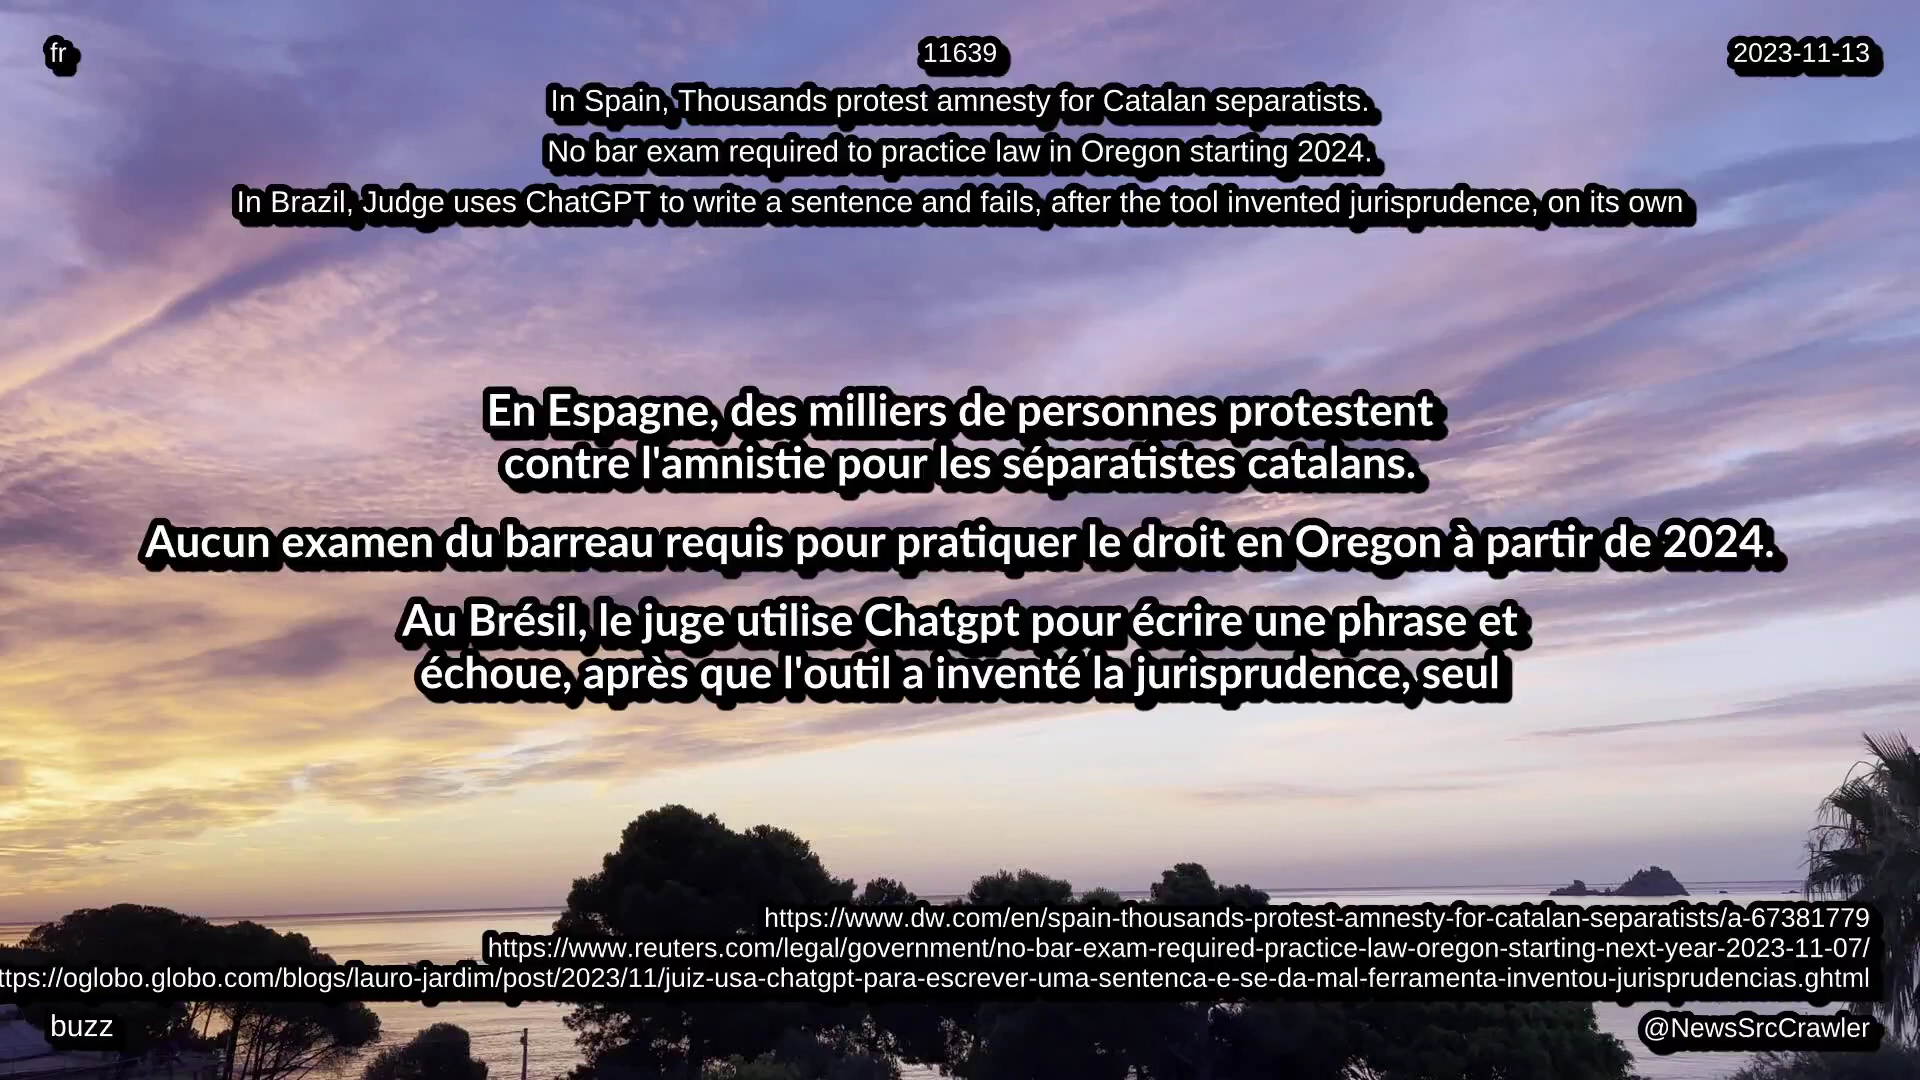 fr
11639
2023-11-13
In Spain, Thousands protest amnesty for Catalan separatists.
No bar exam required to practice law in Oregon starting 2024.
In Brazil, Judge uses ChatGPT to write a sentence and fails, after the tool invented jurisprudence, on its own
En Espagne, des milliers de personnes protestent
contre l'amnistie pour les séparatistes catalans.
Aucun examen du barreau requis pour pratiquer le droit en Oregon à partir de 2024.
Au Brésil, le juge utilise Chatgpt pour écrire une phrase et
échoue, après que l'outil a inventé la jurisprudence, seul
https://www.dw.com/en/spain-thousands-protest-amnesty-for-catalan-separatists/a-67381779
https://www.reuters.com/legal/government/no-bar-exam-required-practice-law-oregon-starting-next-year-2023-11-07/
ttps://oglobo.globo.com/blogs/lauro-jardim/post/2023/11/juiz-usa-chatgpt-para-escrever-uma-sentenca-e-se-da-mal-ferramenta-inventou-jurisprudencias.ghtml
buzz
@NewsSrcCrawler